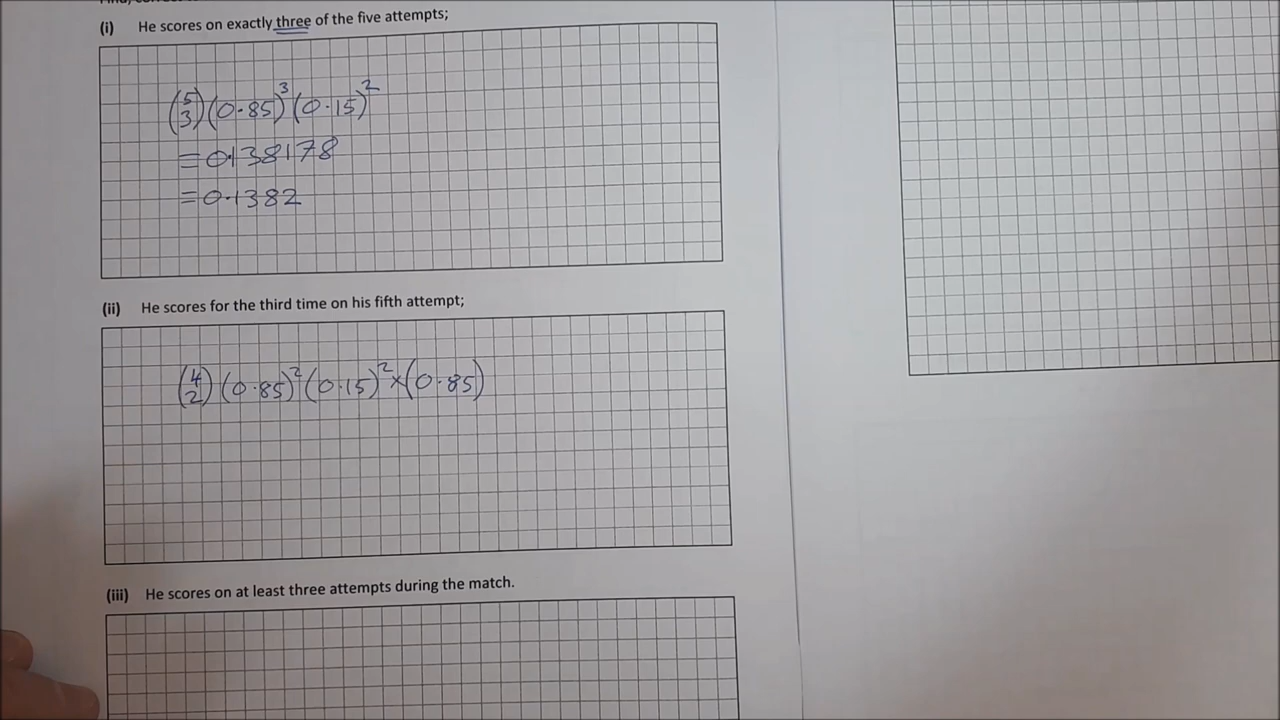 (i) He scores on exactly three of the five attempts;
(5 3)(0.85)^3(0.15)^2
=0.138178
=0.1382
(ii) He scores for the third time on his fifth attempt;
(4 2)(0.85)^2(0.15)^2×(0.85)
(iii) He scores on at least three attempts during the match.